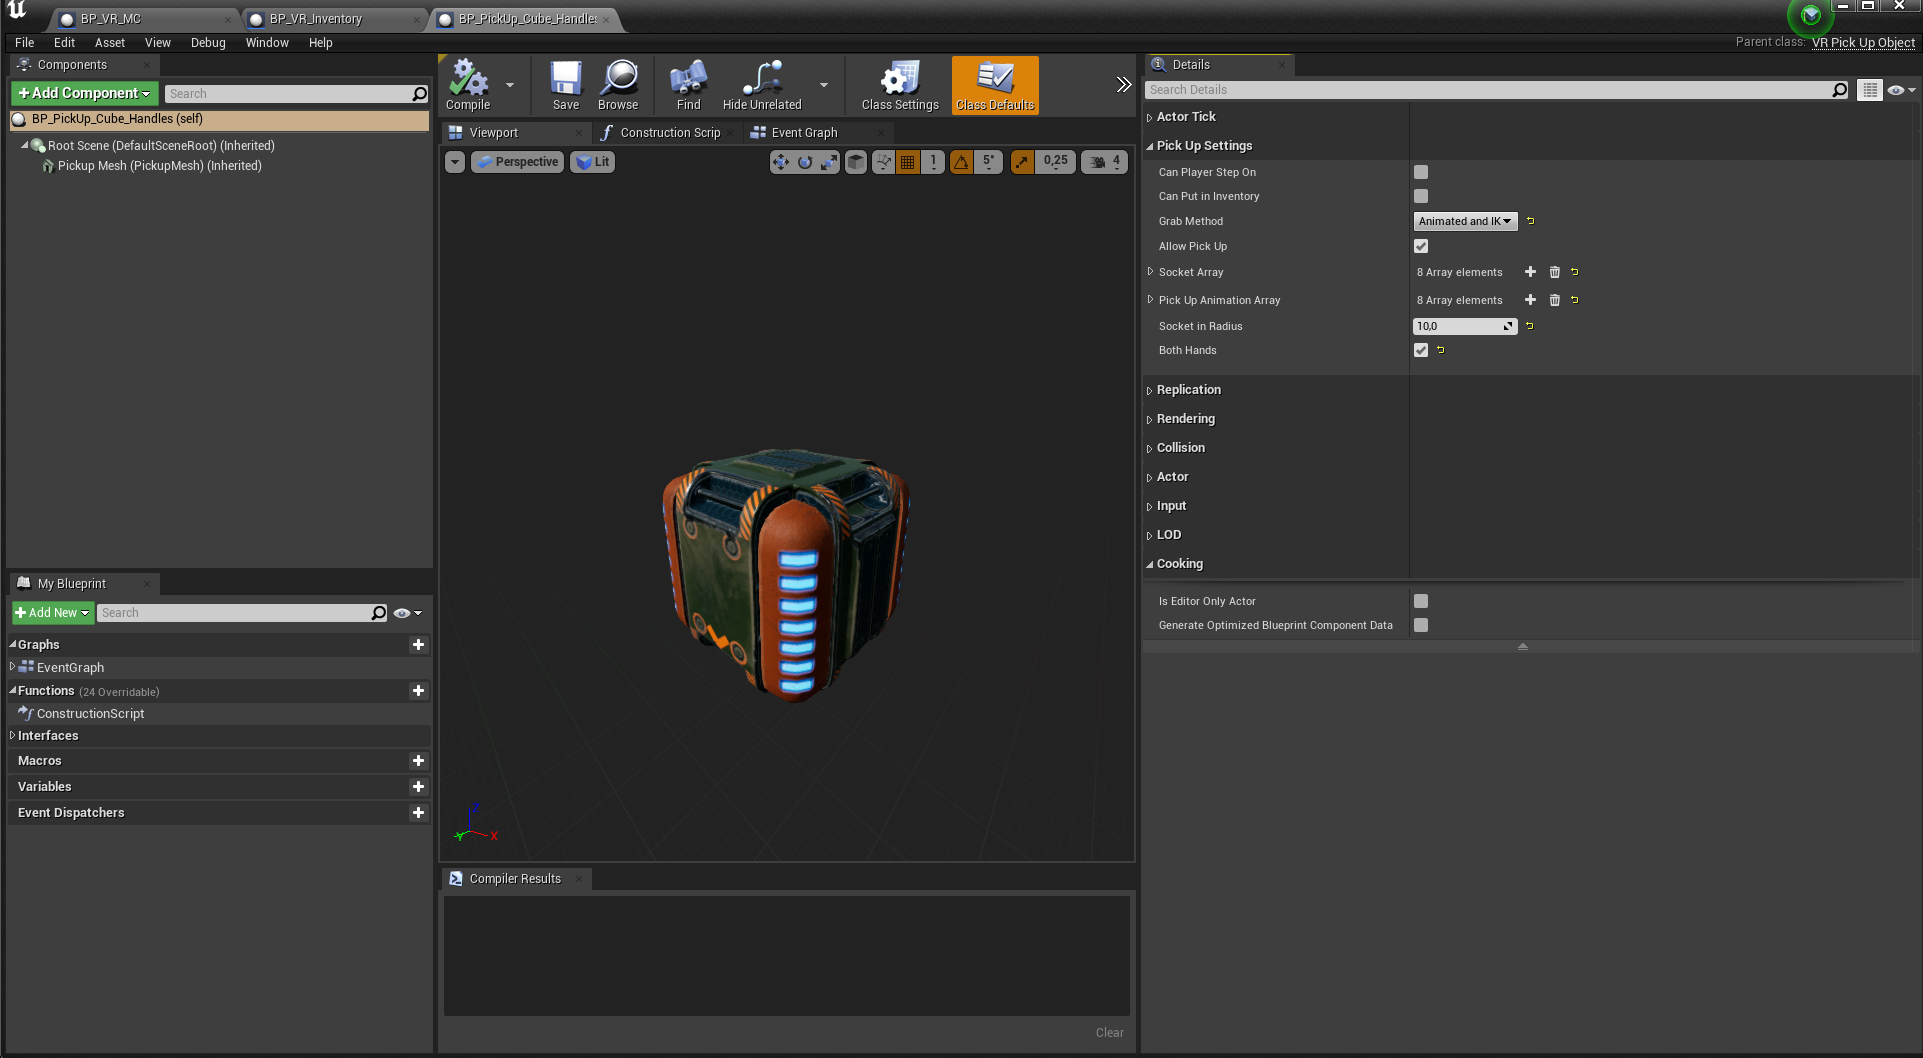 BP_VR_MC
BP_VR_Inventory
BP_PickUp_Cube_Handles
File Edit Asset View Debug Window Help
Parent class: VR Pick Up Object
Components
Add Component
Search
BP_PickUp_Cube_Handles (self)
Root Scene (DefaultSceneRoot) (Inherited)
Pickup Mesh (PickupMesh) (Inherited)
My Blueprint
Add New
Search
Graphs
EventGraph
Functions (24 Overridable)
ConstructionScript
Interfaces
Macros
Variables
Event Dispatchers
Compile
Save
Browse
Find
Hide Unrelated
Class Settings
Class Defaults
Viewport
Construction Scrip
Event Graph
Perspective
Lit
1
5°
0,25
4
Z
Y
X
Compiler Results
Clear
Details
Search Details
Actor Tick
Pick Up Settings
Can Player Step On
Can Put in Inventory
Grab Method Animated and IK
Allow Pick Up
Socket Array 8 Array elements
Pick Up Animation Array 8 Array elements
Socket in Radius 10,0
Both Hands
Replication
Rendering
Collision
Actor
Input
LOD
Cooking
Is Editor Only Actor
Generate Optimized Blueprint Component Data